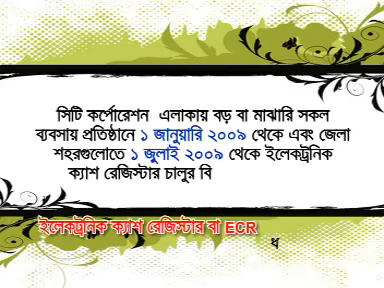 সিটি কর্পোরেশন এলাকায় বড় বা মাঝারি সকল
ব্যবসায় প্রতিষ্ঠানে ১ জানুয়ারি ২০০৯ থেকে এবং জেলা
শহরগুলোতে ১ জুলাই ২০০৯ থেকে ইলেকট্রনিক
ক্যাশ রেজিস্টার চালুর বি
ইলেকট্রনিক ক্যাশ রেজিস্টার বা ECR
ধ